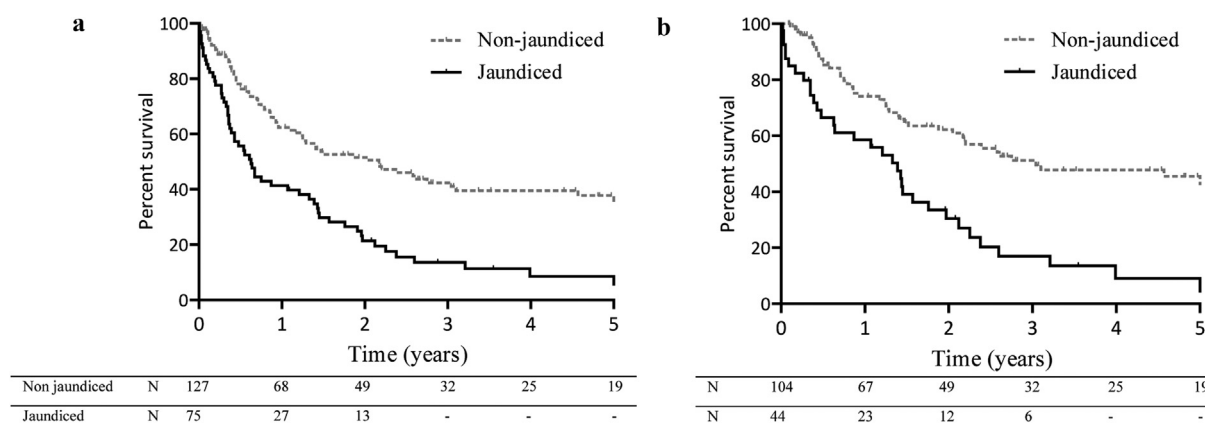 a
Percent survival
100
80
60
40
20
0
Non-jaundiced
Jaundiced
0 1 2 3 4 5
Time (years)
Non jaundiced N 127 68 49 32 25 19
Jaundiced N 75 27 13 - - -
b
Percent survival
100
80
60
40
20
0
Non-jaundiced
Jaundiced
0 1 2 3 4 5
Time (years)
N 104 67 49 32 25 19
N 44 23 12 6 - -